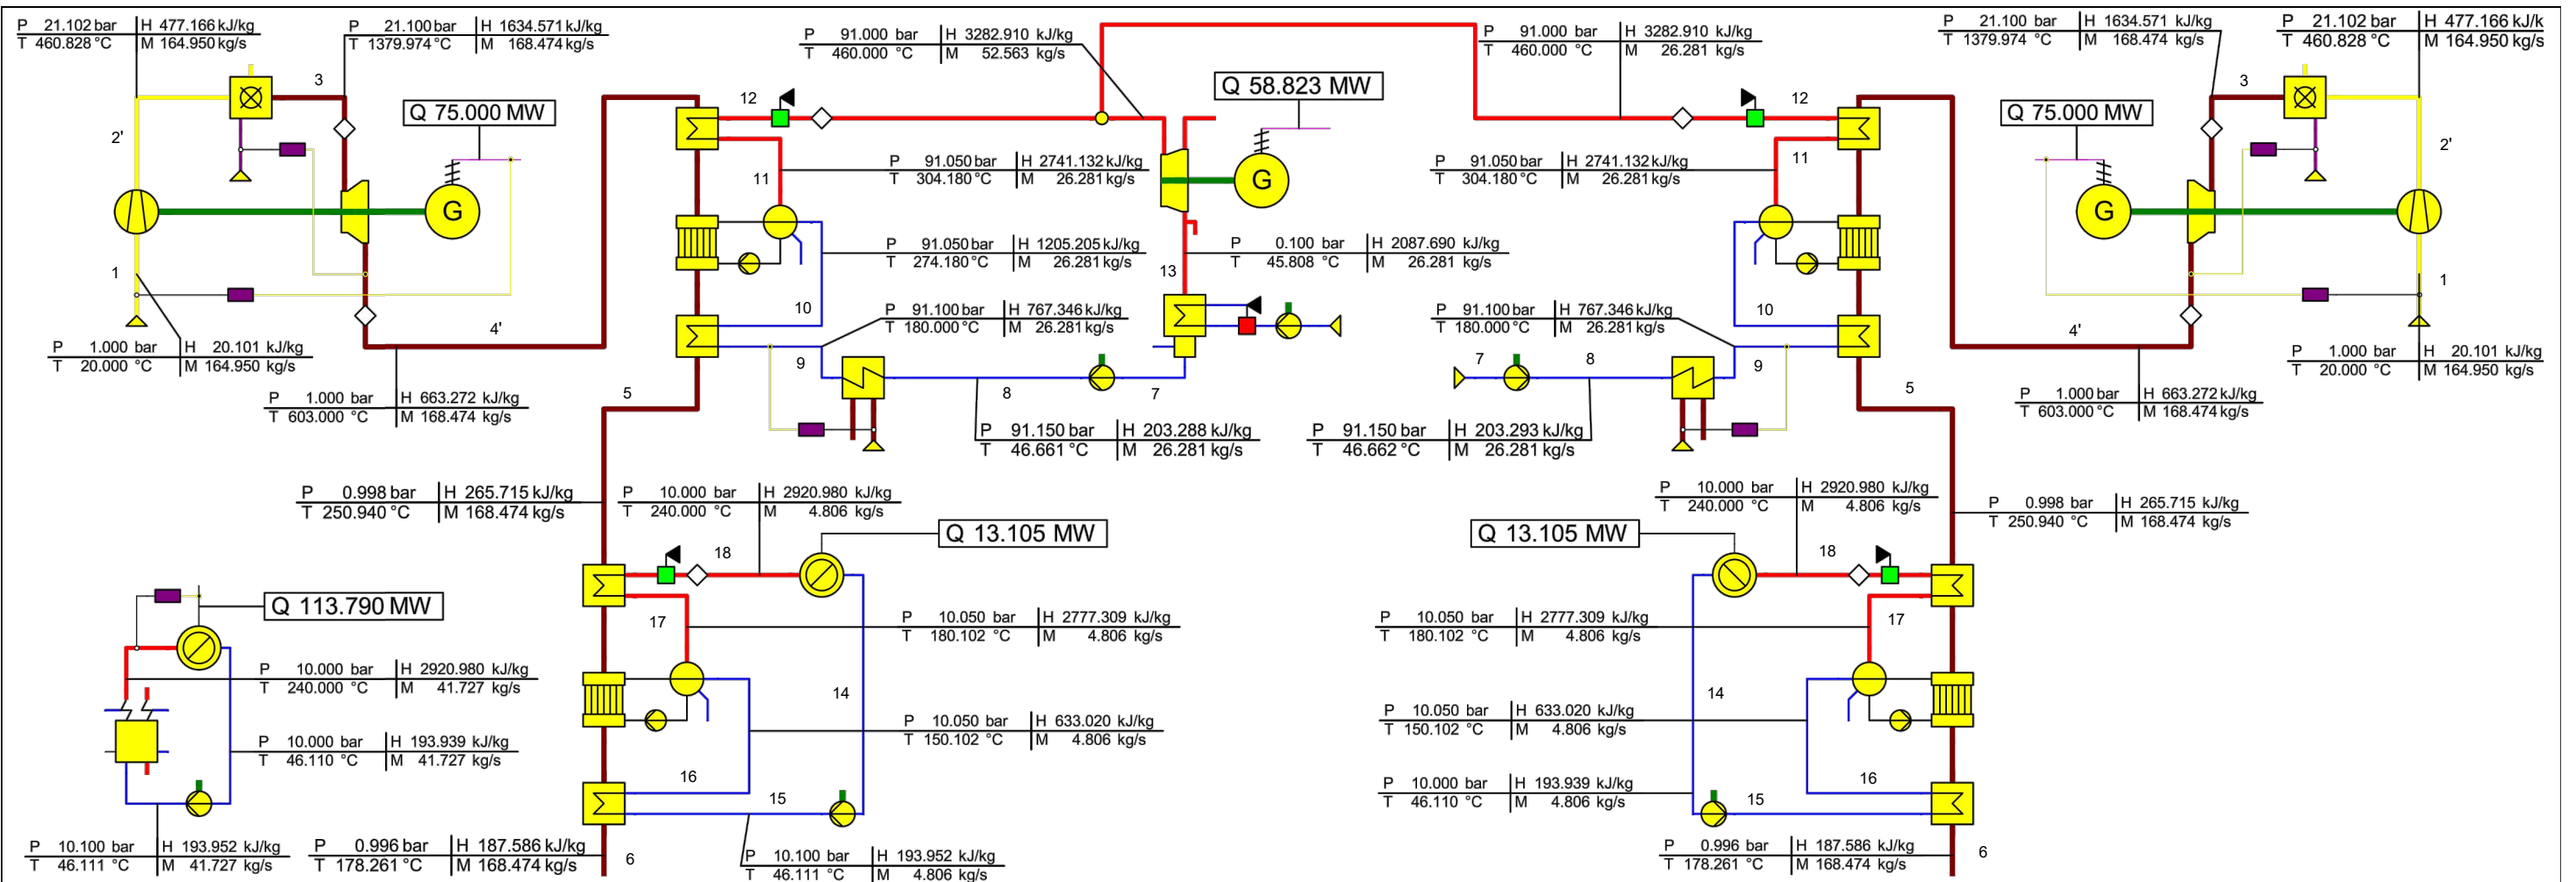 P 21.102 bar H 477.166 kJ/kg
T 460.828 °C M 164.950 kg/s
P 21.100 bar H 1634.571 kJ/kg
T 1379.974 °C M 168.474 kg/s
P 91.000 bar H 3282.910 kJ/kg
T 460.000 °C M 52.563 kg/s
P 91.000 bar H 3282.910 kJ/kg
T 460.000 °C M 26.281 kg/s
P 21.100 bar H 1634.571 kJ/kg
T 1379.974 °C M 168.474 kg/s
P 21.102 bar H 477.166 kJ/k
T 460.828 °C M 164.950 kg/s
3
Q 75.000 MW
12
Q 58.823 MW
12
Q 75.000 MW
3
2'
2'
P 91.050 bar H 2741.132 kJ/kg
T 304.180 °C M 26.281 kg/s
P 91.050 bar H 2741.132 kJ/kg
T 304.180 °C M 26.281 kg/s
11
11
G
G
G
P 91.050 bar H 1205.205 kJ/kg
T 274.180 °C M 26.281 kg/s
P 0.100 bar H 2087.690 kJ/kg
T 45.808 °C M 26.281 kg/s
1
13
1
10
10
P 91.100 bar H 767.346 kJ/kg
T 180.000 °C M 26.281 kg/s
P 91.100 bar H 767.346 kJ/kg
T 180.000 °C M 26.281 kg/s
4'
4'
P 1.000 bar H 20.101 kJ/kg
T 20.000 °C M 164.950 kg/s
P 1.000 bar H 20.101 kJ/kg
T 20.000 °C M 164.950 kg/s
9
8
7
7
8
9
5
5
P 1.000 bar H 663.272 kJ/kg
T 603.000 °C M 168.474 kg/s
P 1.000 bar H 663.272 kJ/kg
T 603.000 °C M 168.474 kg/s
P 91.150 bar H 203.288 kJ/kg
T 46.661 °C M 26.281 kg/s
P 91.150 bar H 203.293 kJ/kg
T 46.662 °C M 26.281 kg/s
P 0.998 bar H 265.715 kJ/kg
T 250.940 °C M 168.474 kg/s
P 10.000 bar H 2920.980 kJ/kg
T 240.000 °C M 4.806 kg/s
P 10.000 bar H 2920.980 kJ/kg
T 240.000 °C M 4.806 kg/s
P 0.998 bar H 265.715 kJ/kg
T 250.940 °C M 168.474 kg/s
Q 13.105 MW
Q 13.105 MW
18
18
Q 113.790 MW
17
P 10.050 bar H 2777.309 kJ/kg
T 180.102 °C M 4.806 kg/s
P 10.050 bar H 2777.309 kJ/kg
T 180.102 °C M 4.806 kg/s
17
P 10.000 bar H 2920.980 kJ/kg
T 240.000 °C M 41.727 kg/s
14
14
P 10.050 bar H 633.020 kJ/kg
T 150.102 °C M 4.806 kg/s
P 10.050 bar H 633.020 kJ/kg
T 150.102 °C M 4.806 kg/s
P 10.000 bar H 193.939 kJ/kg
T 46.110 °C M 41.727 kg/s
16
16
P 10.000 bar H 193.939 kJ/kg
T 46.110 °C M 4.806 kg/s
15
15
P 10.100 bar H 193.952 kJ/kg
T 46.111 °C M 41.727 kg/s
P 0.996 bar H 187.586 kJ/kg
T 178.261 °C M 168.474 kg/s
6
P 10.100 bar H 193.952 kJ/kg
T 46.111 °C M 4.806 kg/s
P 0.996 bar H 187.586 kJ/kg
T 178.261 °C M 168.474 kg/s
6